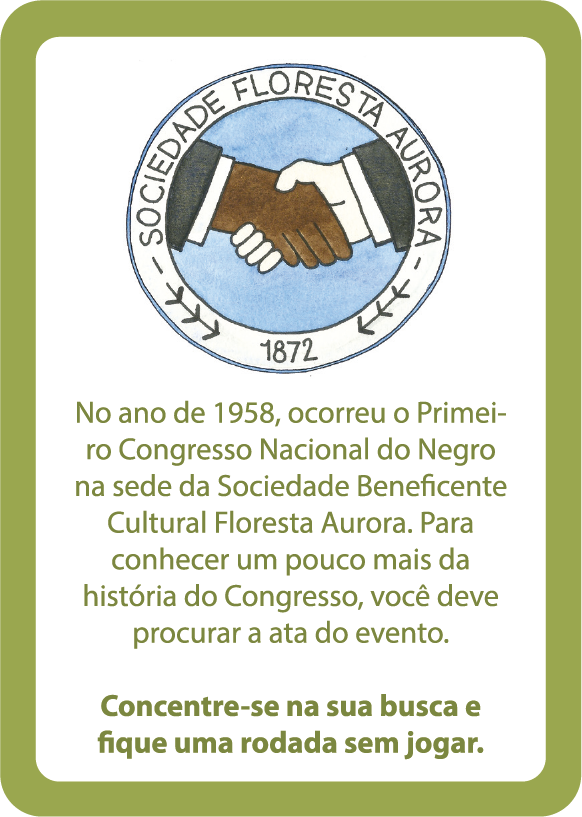 - SOCIEDADE FLORESTA AURORA -
1872
No ano de 1958, ocorreu o Primei-
ro Congresso Nacional do Negro
na sede da Sociedade Beneficente
Cultural Floresta Aurora. Para
conhecer um pouco mais da
história do Congresso, você deve
procurar a ata do evento.
Concentre-se na sua busca e
fique uma rodada sem jogar.